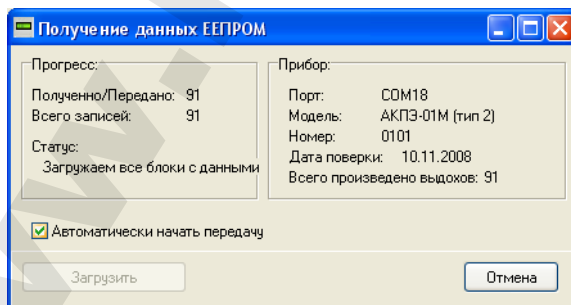 Получение данных ЕЕПРОМ
Прогресс:
Полученно/Передано: 91
Всего записей: 91
Статус:
Загружаем все блоки с данными
Прибор:
Порт: COM18
Модель: АКПЭ-01М (тип 2)
Номер: 0101
Дата поверки: 10.11.2008
Всего произведено выдохов: 91
Автоматически начать передачу
Загрузить
Отмена